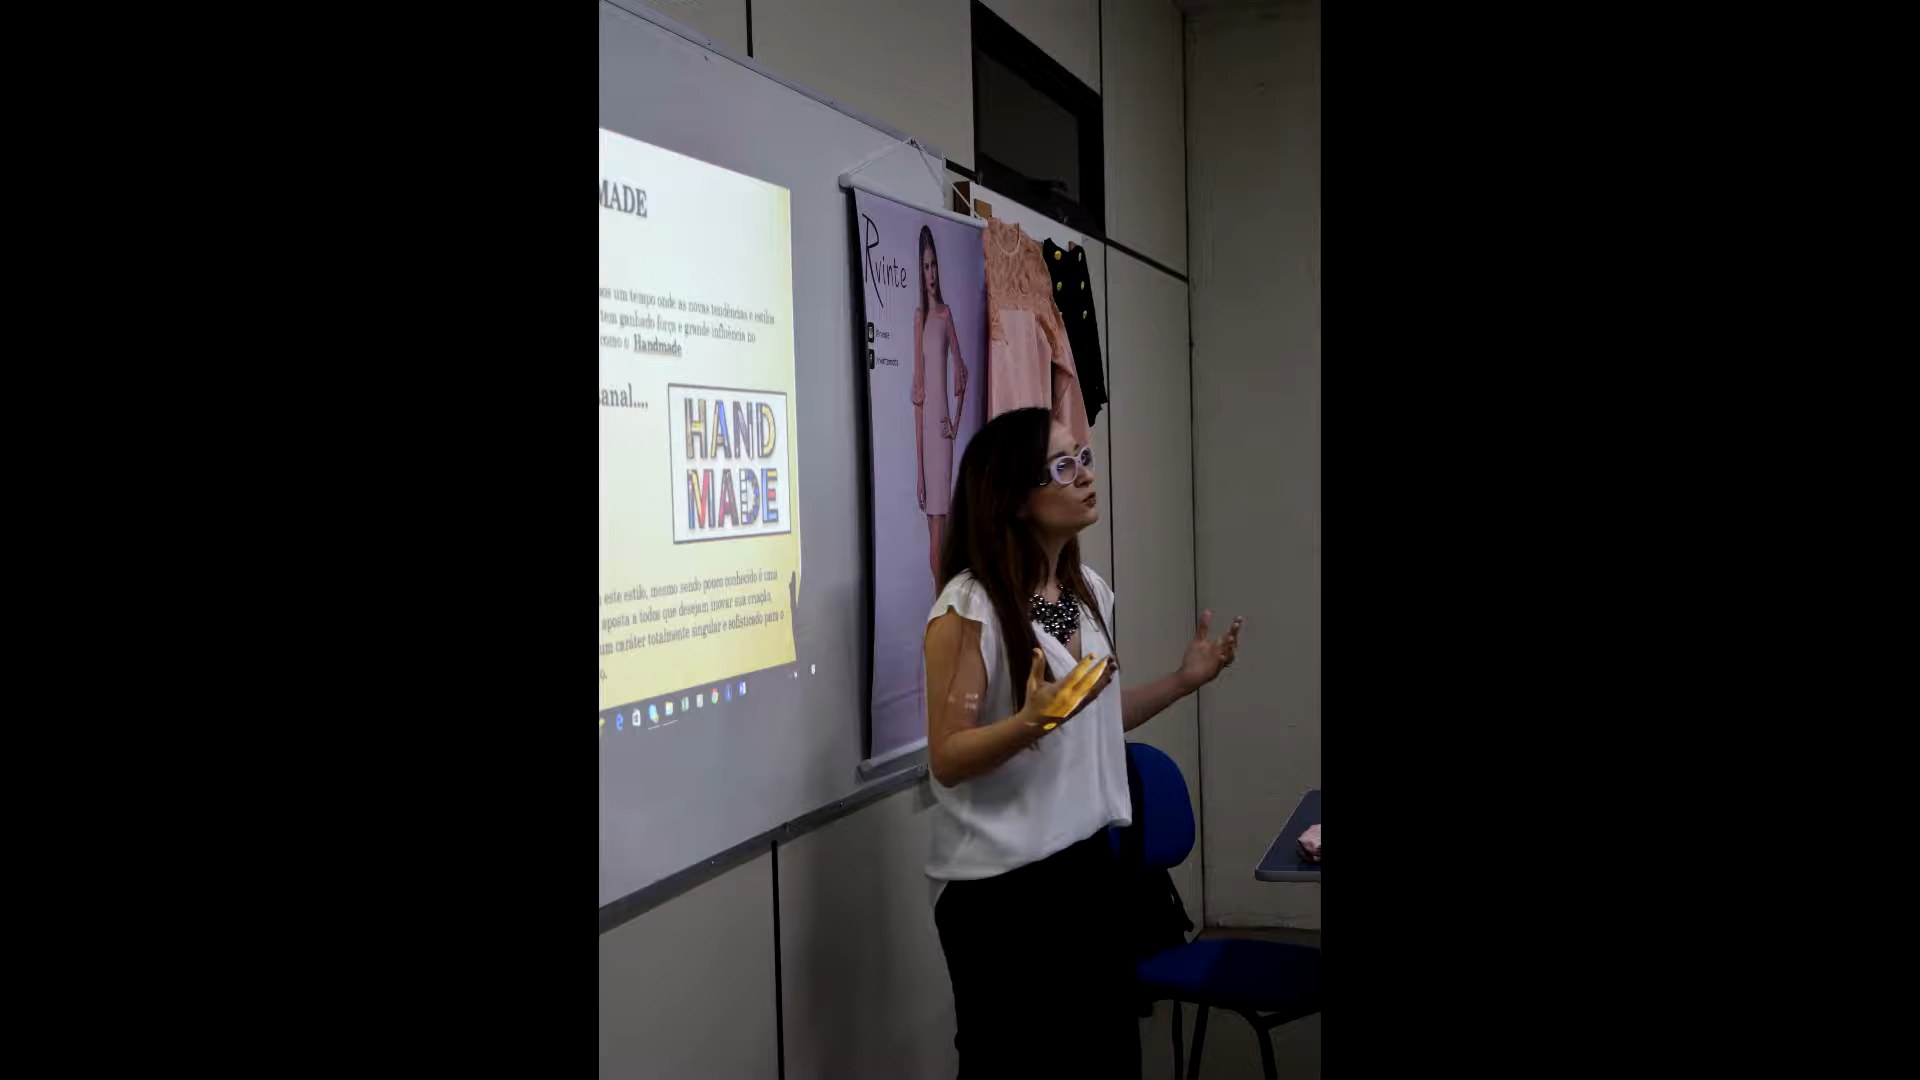 MADE
os um tempo onde as novas tendências e estilos
tem ganhado força e grande influência no
como o Handmade
anal....
HAND
MADE
este estilo, mesmo sendo pouco conhecido é uma
aposta a todos que desejam inovar sua criação,
um caráter totalmente singular e sofisticado para o
Rvinte